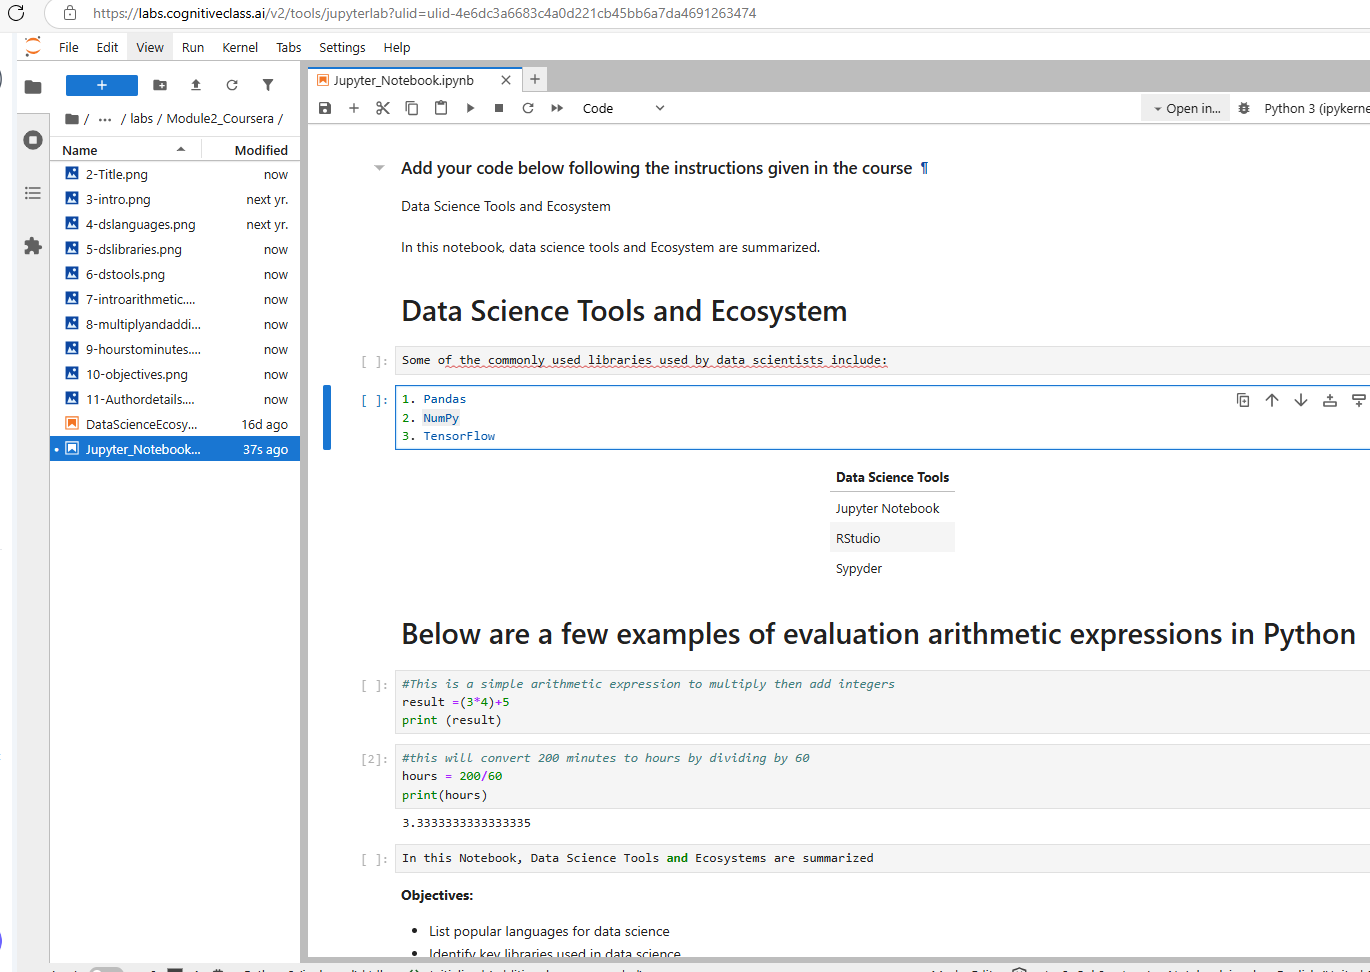 https://labs.cognitiveclass.ai/v2/tools/jupyterlab?ulid=ulid-4e6dc3a6683c4a0d221cb45bb6a7da4691263474
File Edit View Run Kernel Tabs Settings Help
Jupyter_Notebook.ipynb
Code
Open in...
Python 3 (ipykerne
/ ... / labs / Module2_Coursera /
Name Modified
2-Title.png now
3-intro.png next yr.
4-dslanguages.png next yr.
5-dslibraries.png now
6-dstools.png now
7-introarithmetic.... now
8-multiplyandaddi... now
9-hourstominutes.... now
10-objectives.png now
11-Authordetails.... now
DataScienceEcosy... 16d ago
Jupyter_Notebook... 37s ago
Add your code below following the instructions given in the course ¶
Data Science Tools and Ecosystem
In this notebook, data science tools and Ecosystem are summarized.
Data Science Tools and Ecosystem
[ ]: Some of the commonly used libraries used by data scientists include:
[ ]: 1. Pandas
2. NumPy
3. TensorFlow
Data Science Tools
Jupyter Notebook
RStudio
Sypyder
Below are a few examples of evaluation arithmetic expressions in Python
[ ]: #This is a simple arithmetic expression to multiply then add integers
result =(3*4)+5
print (result)
[2]: #this will convert 200 minutes to hours by dividing by 60
hours = 200/60
print(hours)
3.3333333333333335
[ ]: In this Notebook, Data Science Tools and Ecosystems are summarized
Objectives:
• List popular languages for data science
• Identify key libraries used in data science